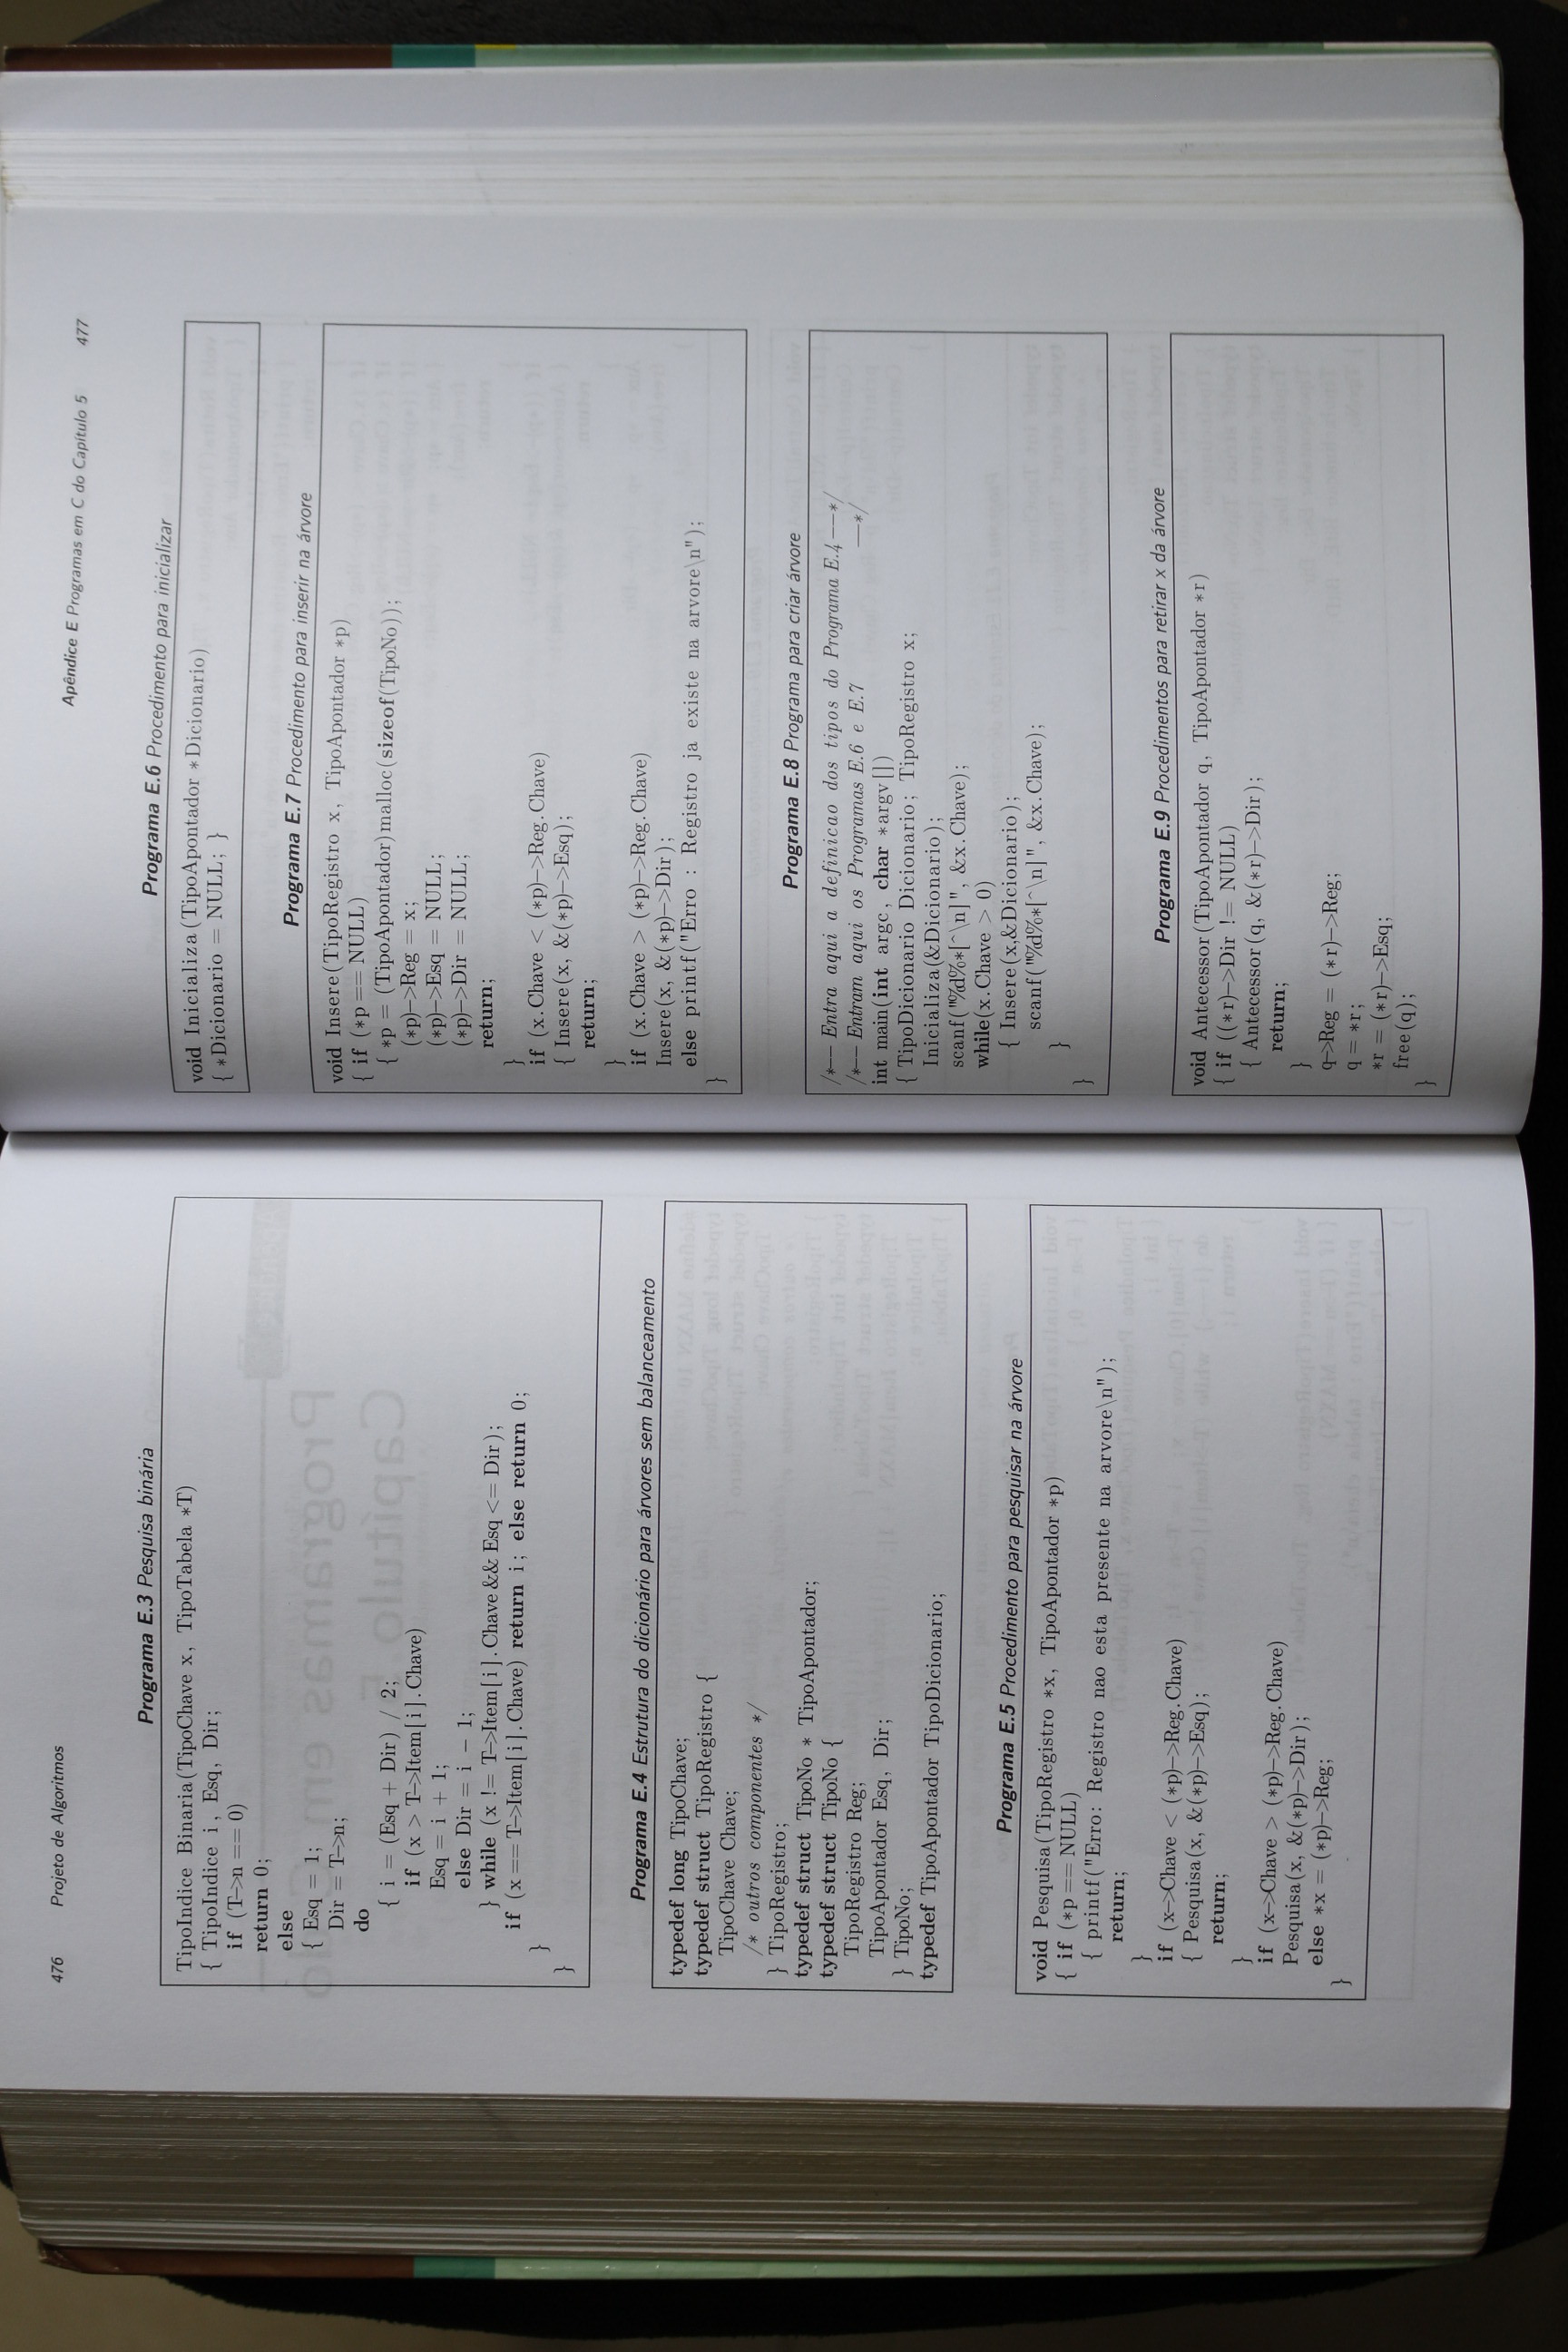 476 Projeto de Algoritmos
Programa E.3 Pesquisa binária
TipoIndice Binaria(TipoChave x, TipoTabela *T)
{ TipoIndice i, Esq, Dir;
if (T->n == 0)
return 0;
else
{ Esq = 1;
Dir = T->n;
do
{ i = (Esq + Dir) / 2;
if (x > T->Item[i].Chave)
Esq = i + 1;
else Dir = i - 1;
} while (x != T->Item[i].Chave && Esq <= Dir);
if (x == T->Item[i].Chave) return i; else return 0;
}
}
Programa E.4 Estrutura do dicionário para árvores sem balanceamento
typedef long TipoChave;
typedef struct TipoRegistro {
TipoChave Chave;
/* outros componentes */
} TipoRegistro;
typedef struct TipoNo * TipoApontador;
typedef struct TipoNo {
TipoRegistro Reg;
TipoApontador Esq, Dir;
} TipoNo;
typedef TipoApontador TipoDicionario;
Programa E.5 Procedimento para pesquisar na árvore
void Pesquisa(TipoRegistro *x, TipoApontador *p)
{ if (*p == NULL)
{ printf("Erro: Registro nao esta presente na arvore\n");
return;
}
if (x->Chave < (*p)->Reg.Chave)
{ Pesquisa(x, &(*p)->Esq);
return;
}
if (x->Chave > (*p)->Reg.Chave)
Pesquisa(x, &(*p)->Dir);
else *x = (*p)->Reg;
}
Apêndice E Programas em C do Capítulo 5 477
Programa E.6 Procedimento para inicializar
void Inicializa(TipoApontador *Dicionario)
{ *Dicionario = NULL; }
Programa E.7 Procedimento para inserir na árvore
void Insere(TipoRegistro x, TipoApontador *p)
{ if (*p == NULL)
{ *p = (TipoApontador)malloc(sizeof(TipoNo));
(*p)->Reg = x;
(*p)->Esq = NULL;
(*p)->Dir = NULL;
return;
}
if (x.Chave < (*p)->Reg.Chave)
{ Insere(x, &(*p)->Esq);
return;
}
if (x.Chave > (*p)->Reg.Chave)
Insere(x, &(*p)->Dir);
else printf("Erro : Registro ja existe na arvore\n");
}
Programa E.8 Programa para criar árvore
/*-- Entra aqui a definicao dos tipos do Programa E.4 --*/
/*-- Entram aqui os Programas E.6 e E.7 --*/
int main(int argc, char *argv[])
{ TipoDicionario Dicionario; TipoRegistro x;
Inicializa(&Dicionario);
scanf("%d%*[^\n]", &x.Chave);
while(x.Chave > 0)
{ Insere(x,&Dicionario);
scanf("%d%*[^\n]", &x.Chave);
}
}
Programa E.9 Procedimentos para retirar x da árvore
void Antecessor(TipoApontador q, TipoApontador *r)
{ if ((*r)->Dir != NULL)
{ Antecessor(q, &(*r)->Dir);
return;
}
q->Reg = (*r)->Reg;
q = *r;
*r = (*r)->Esq;
free(q);
}